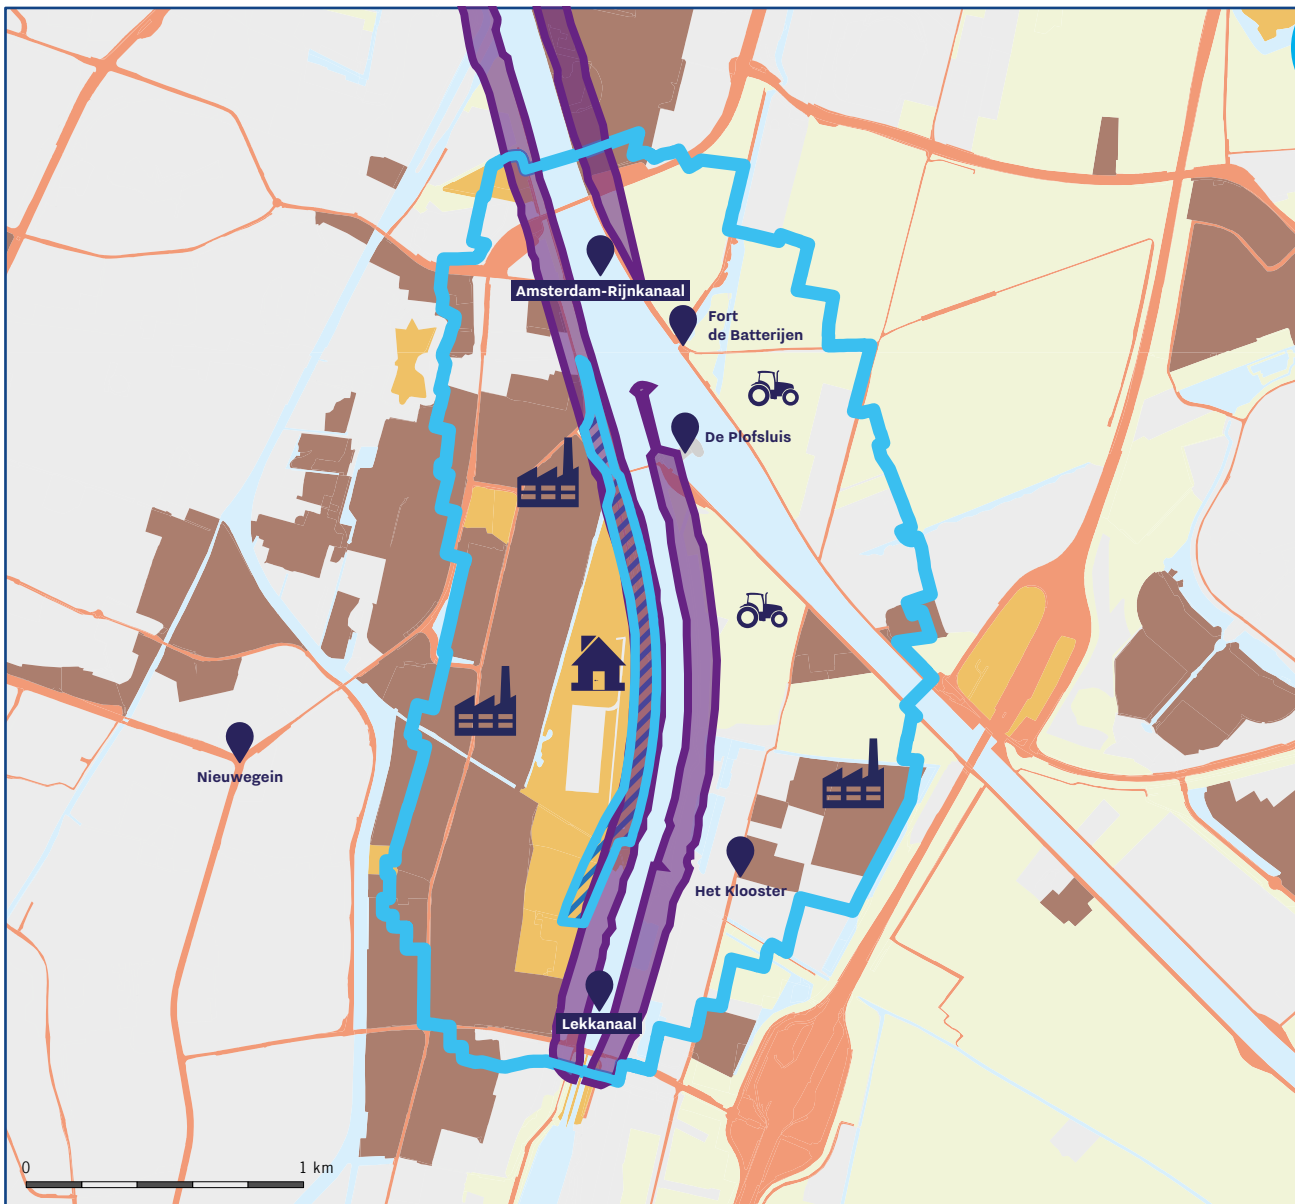 Amsterdam-Rijnkanaal
Fort
de Batterijen
De Plofsluis
Nieuwegein
Het Klooster
Lekkanaal
0 1 km